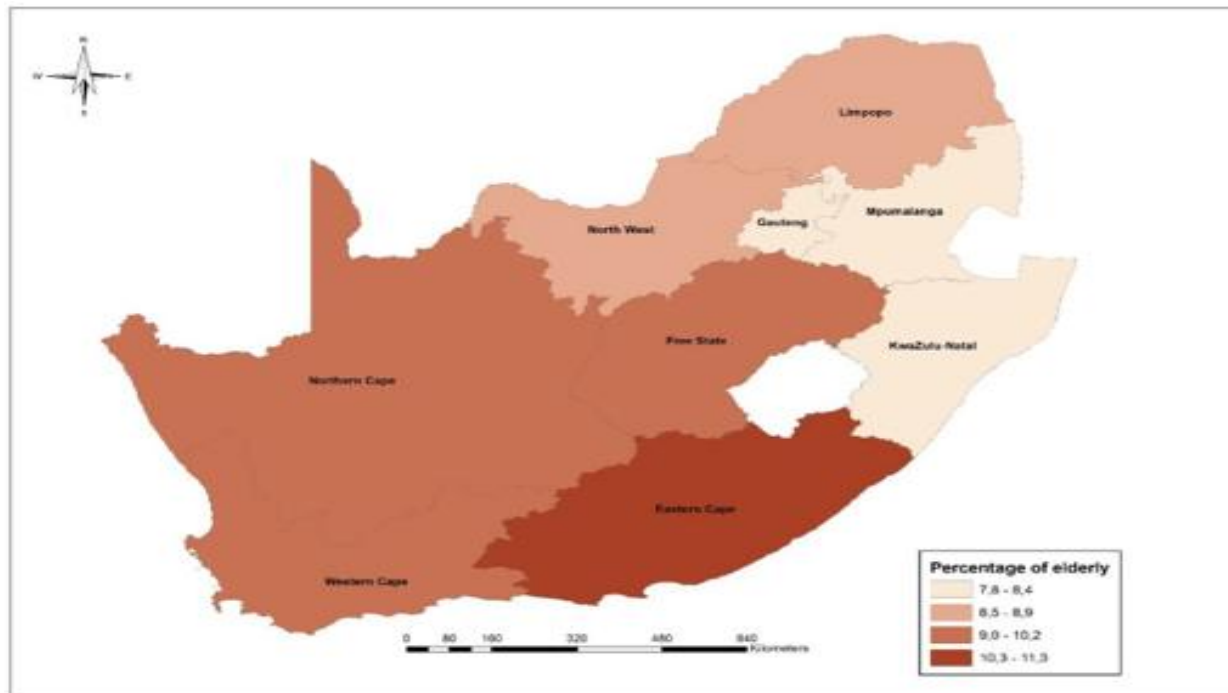 N
W E
S
Limpopo
Mpumalanga
Gauteng
North West
Free State
KwaZulu-Natal
Northern Cape
Eastern Cape
Western Cape
Percentage of elderly
7,8 - 8,4
8,5 - 8,9
9,0 - 10,2
10,3 - 11,3
0 80 160 320 480 640
Kilometers